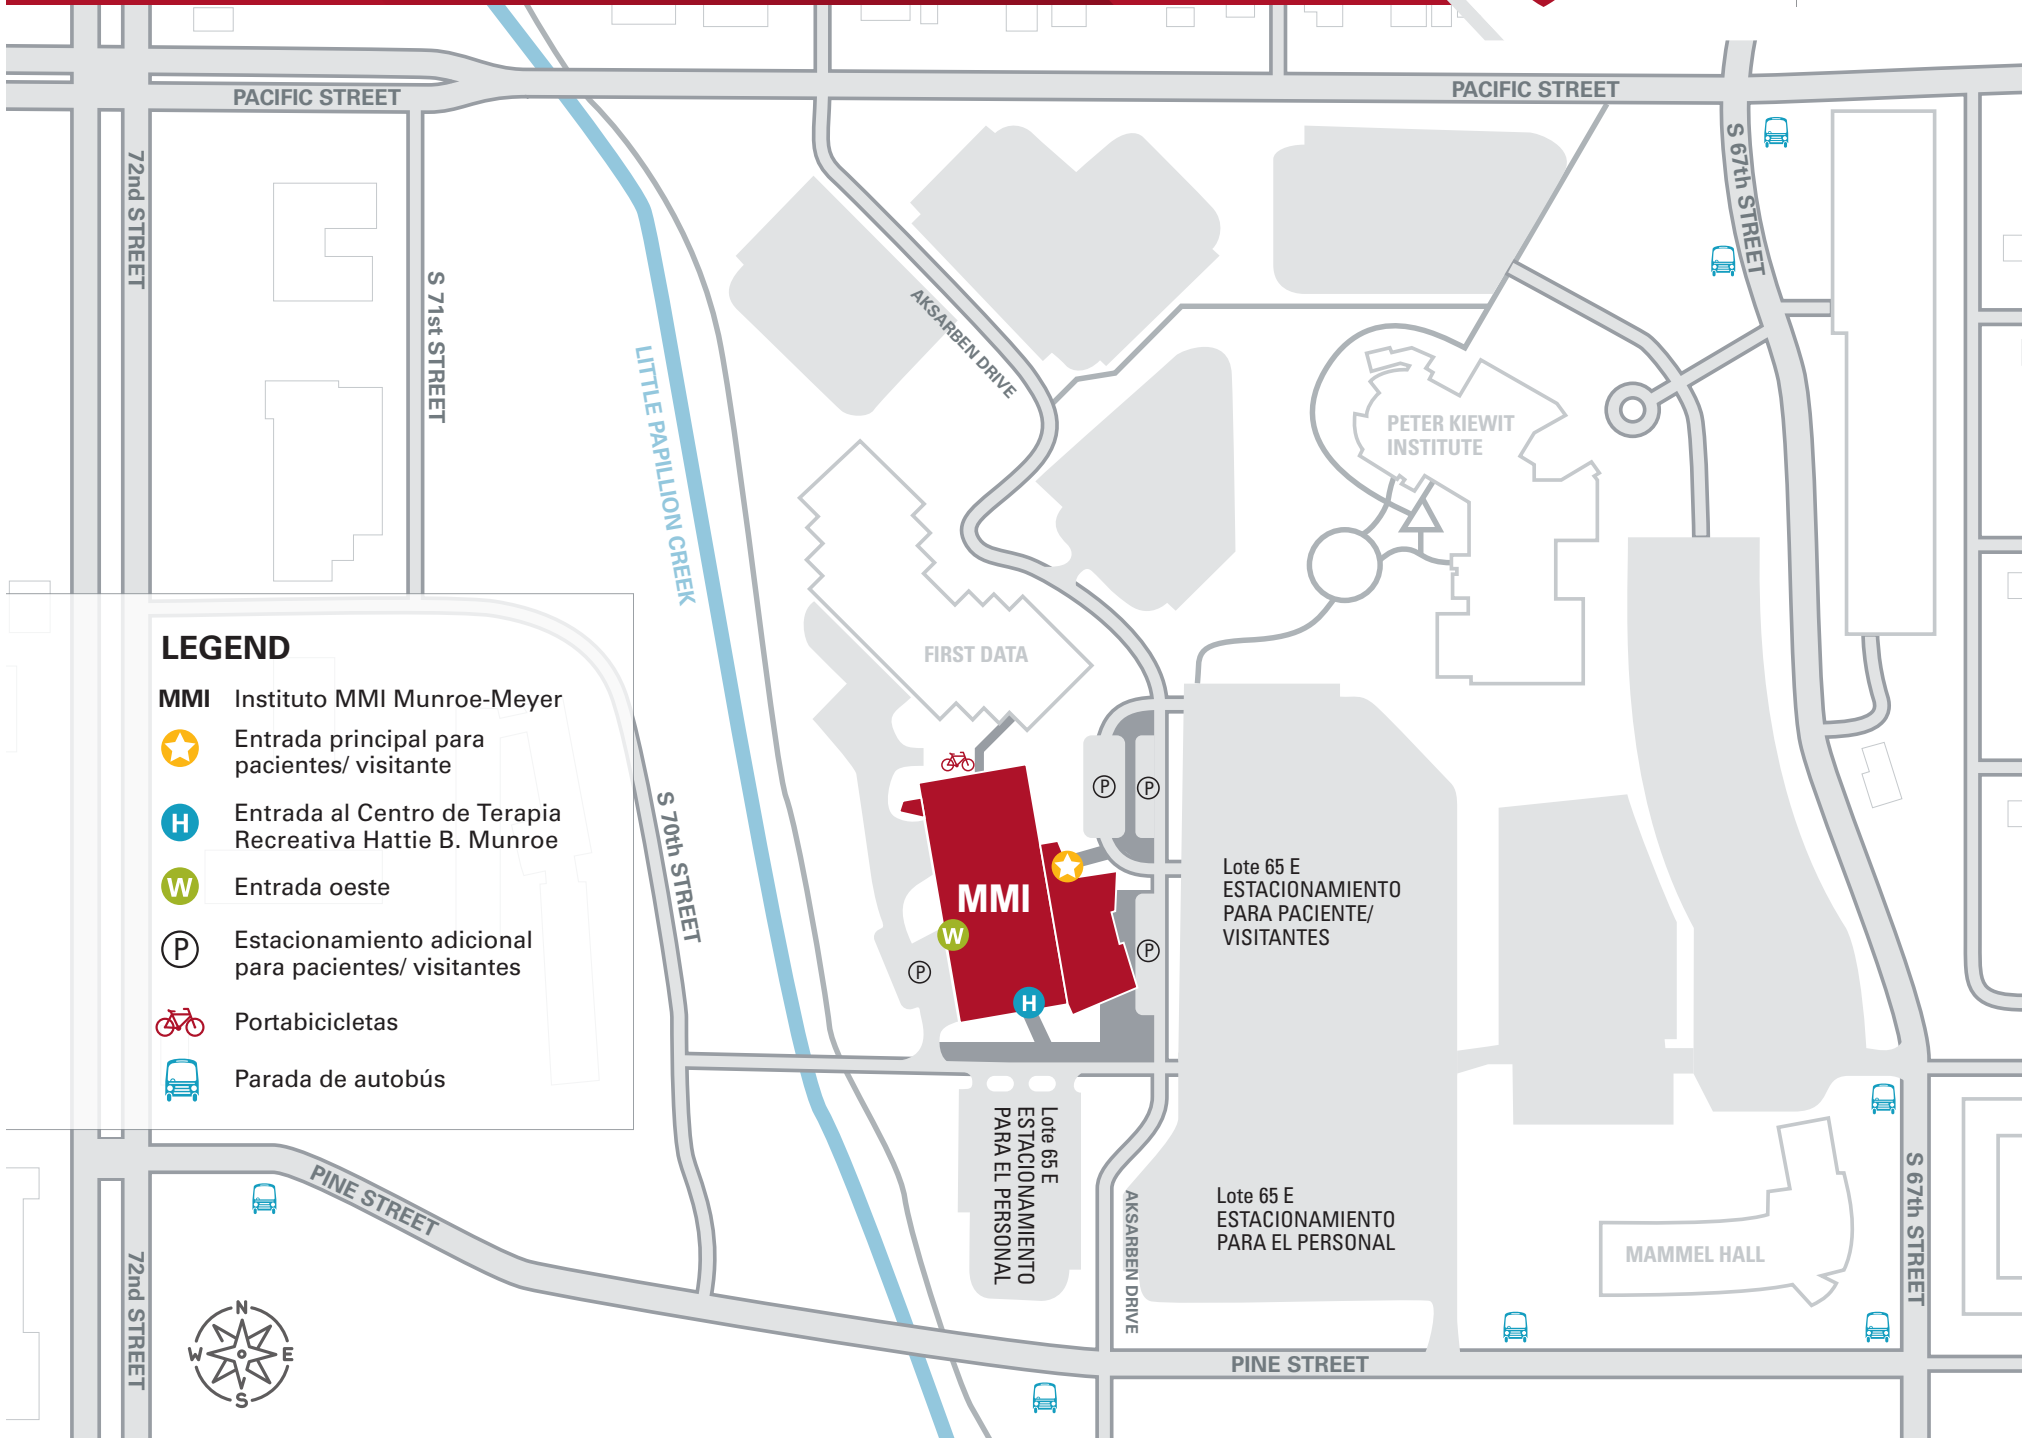 PACIFIC STREET
PACIFIC STREET
72nd STREET
S 71st STREET
S 67th STREET
AKSARBEN DRIVE
LITTLE PAPILLION CREEK
PETER KIEWIT
INSTITUTE
FIRST DATA
LEGEND
MMI Instituto MMI Munroe-Meyer
Entrada principal para
pacientes/ visitante
H Entrada al Centro de Terapia
Recreativa Hattie B. Munroe
W Entrada oeste
P Estacionamiento adicional
para pacientes/ visitantes
Portabicicletas
Parada de autobús
S 70th STREET
P
P
MMI
W
H
P
P
Lote 65 E
ESTACIONAMIENTO
PARA PACIENTE/
VISITANTES
Lote 65 E
ESTACIONAMIENTO
PARA EL PERSONAL
Lote 65 E
ESTACIONAMIENTO
PARA EL PERSONAL
AKSARBEN DRIVE
MAMMEL HALL
S 67th STREET
PINE STREET
72nd STREET
N
W
E
S
PINE STREET